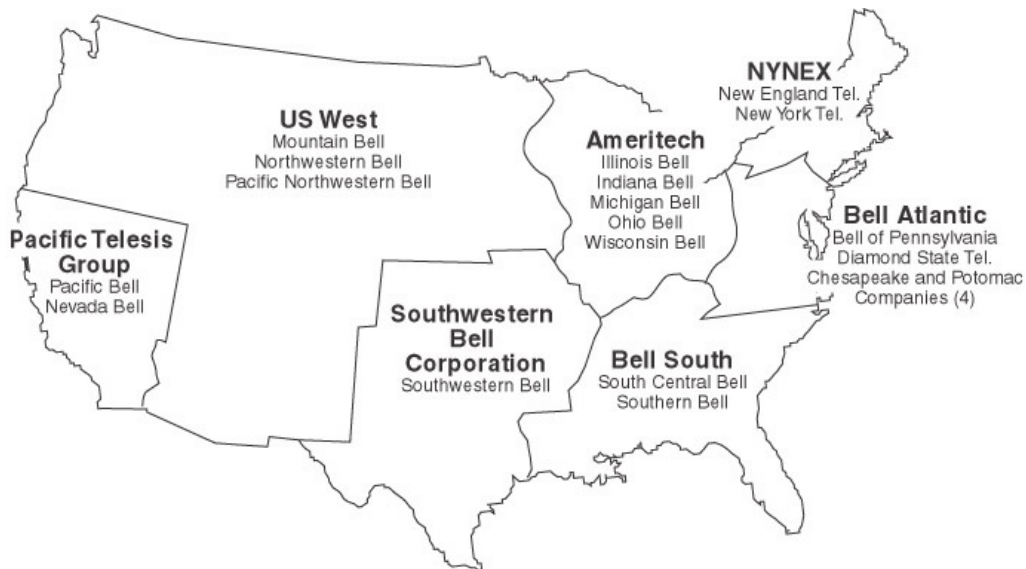 NYNEX
New England Tel.
New York Tel.
US West
Mountain Bell
Northwestern Bell
Pacific Northwestern Bell
Ameritech
Illinois Bell
Indiana Bell
Michigan Bell
Ohio Bell
Wisconsin Bell
Bell Atlantic
Bell of Pennsylvania
Diamond State Tel.
Chesapeake and Potomac
Companies (4)
Pacific Telesis
Group
Pacific Bell
Nevada Bell
Southwestern
Bell
Corporation
Southwestern Bell
Bell South
South Central Bell
Southern Bell